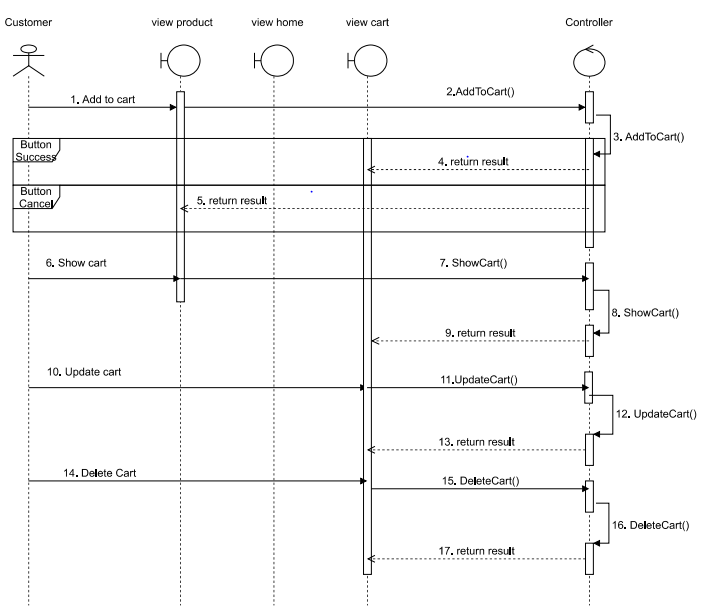 Customer
view product
view home
view cart
Controller
1. Add to cart
2.AddToCart()
3. AddToCart()
Button
Success
4. return result
Button
Cancel
5. return result
6. Show cart
7. ShowCart()
8. ShowCart()
9. return result
10. Update cart
11.UpdateCart()
12. UpdateCart()
13. return result
14. Delete Cart
15. DeleteCart()
16. DeleteCart()
17. return result